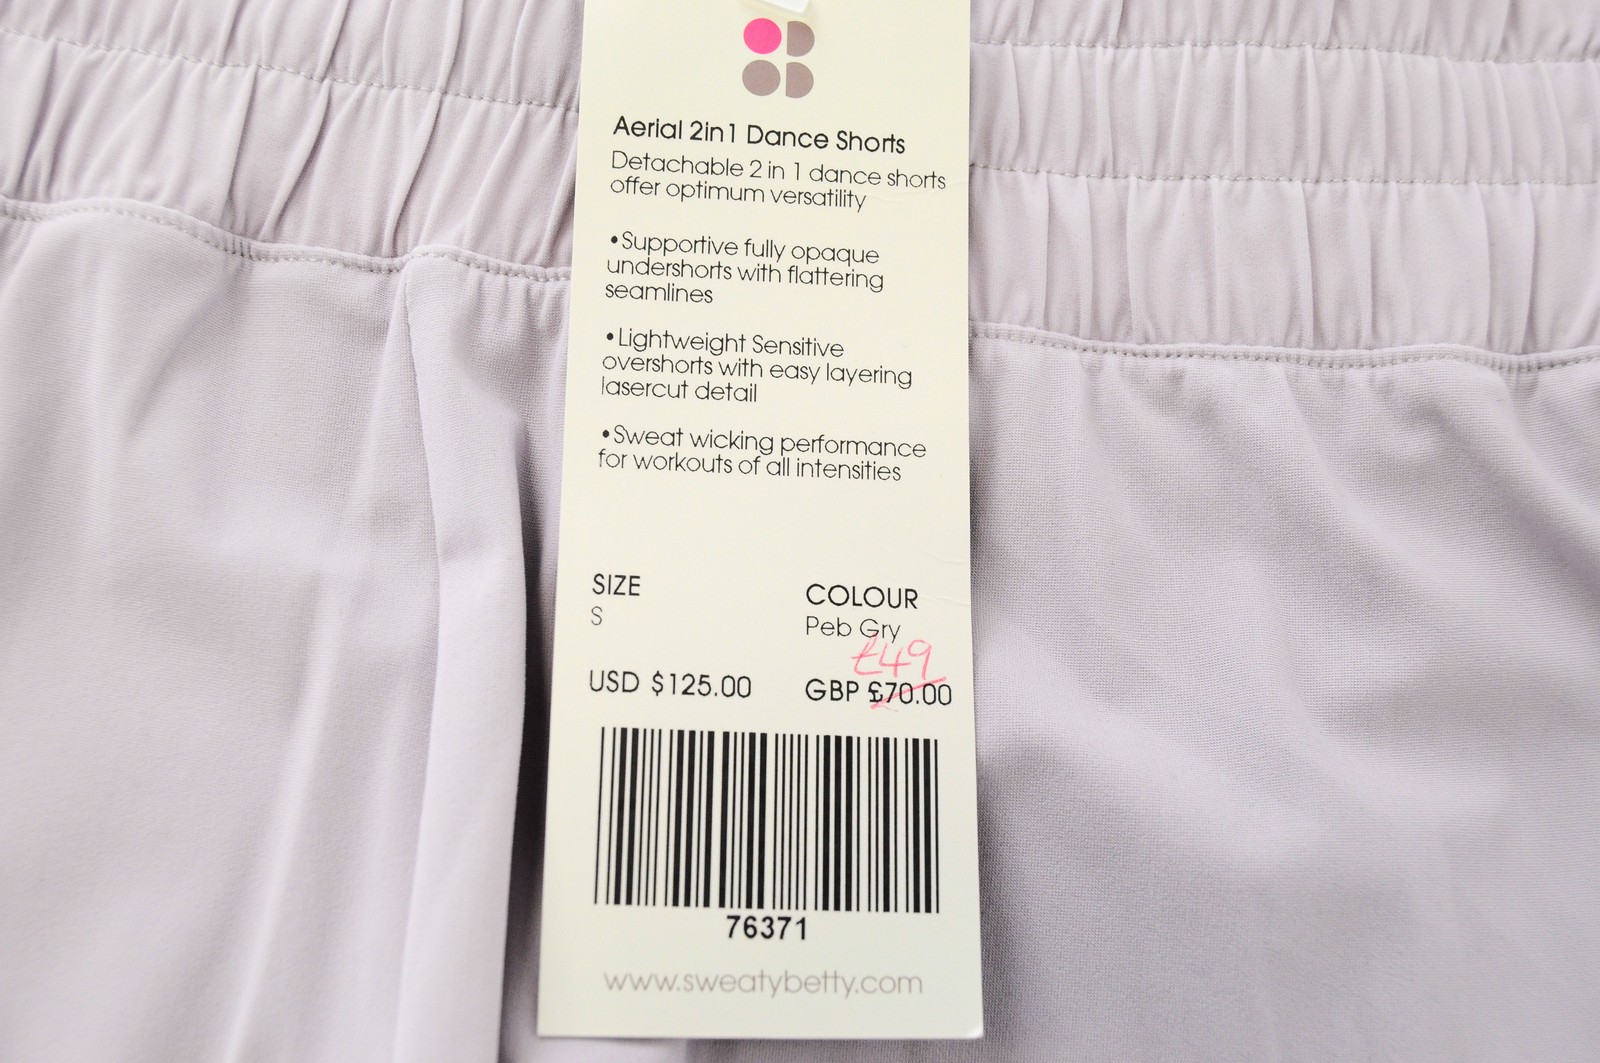 Aerial 2in1 Dance Shorts
Detachable 2 in 1 dance shorts
offer optimum versatility
•Supportive fully opaque
undershorts with flattering
seamlines
•Lightweight Sensitive
overshorts with easy layering
lasercut detail
•Sweat wicking performance
for workouts of all intensities
SIZE
S
COLOUR
Peb Gry
£49
USD $125.00
GBP £70.00
76371
www.sweatybetty.com